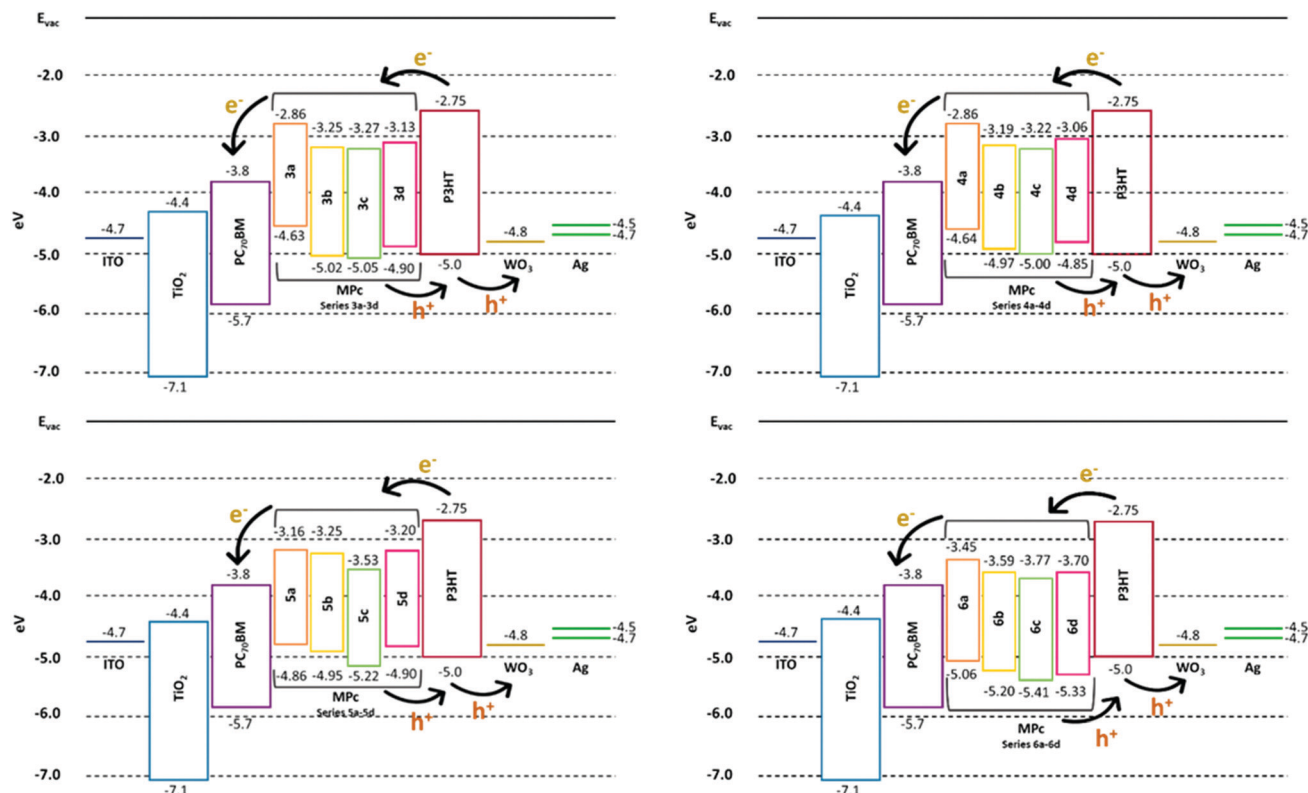 Evac
-2.0
-3.0
-4.0
-5.0
-6.0
-7.0
eV
-4.7
ITO
-4.4
TiO2
-7.1
-3.8
PC70BM
-5.7
e-
e-
-2.86
3a
-4.63
-3.25
3b
-5.02
-3.27
3c
-5.05
-3.13
3d
-4.90
MPc
Series 3a-3d
-2.75
P3HT
-5.0
h+
h+
-4.8
WO3
-4.5
-4.7
Ag
Evac
-2.0
-3.0
-4.0
-5.0
-6.0
-7.0
eV
-4.7
ITO
-4.4
TiO2
-7.1
-3.8
PC70BM
-5.7
e-
e-
-2.86
4a
-4.64
-3.19
4b
-4.97
-3.22
4c
-5.00
-3.06
4d
-4.85
MPc
Series 4a-4d
-2.75
P3HT
-5.0
h+
h+
-4.8
WO3
-4.5
-4.7
Ag
Evac
-2.0
-3.0
-4.0
-5.0
-6.0
-7.0
eV
-4.7
ITO
-4.4
TiO2
-7.1
-3.8
PC70BM
-5.7
e-
e-
-3.16
5a
-4.86
-3.25
5b
-4.95
-3.53
5c
-5.22
-3.20
5d
-4.90
MPc
Series 5a-5d
-2.75
P3HT
-5.0
h+
h+
-4.8
WO3
-4.5
-4.7
Ag
Evac
-2.0
-3.0
-4.0
-5.0
-6.0
-7.0
eV
-4.7
ITO
-4.4
TiO2
-7.1
-3.8
PC70BM
-5.7
e-
e-
-3.45
6a
-5.06
-3.59
6b
-5.20
-3.77
6c
-5.41
-3.70
6d
-5.33
MPc
Series 6a-6d
-2.75
P3HT
-5.0
h+
h+
-4.8
WO3
-4.5
-4.7
Ag